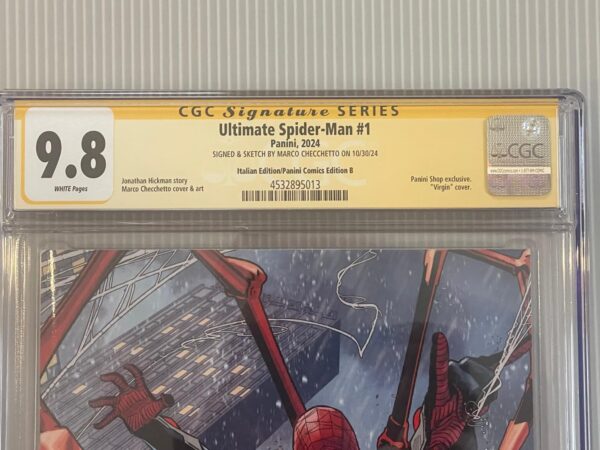 CGC Signature SERIES
Ultimate Spider-Man #1
Panini, 2024
SIGNED & SKETCH BY MARCO CHECCHETTO ON 10/30/24
Italian Edition/Panini Comics Edition B
9.8
WHITE Pages
Jonathan Hickman story
Marco Checchetto cover & art
4532895013
Panini Shop exclusive.
"Virgin" cover.
CGC